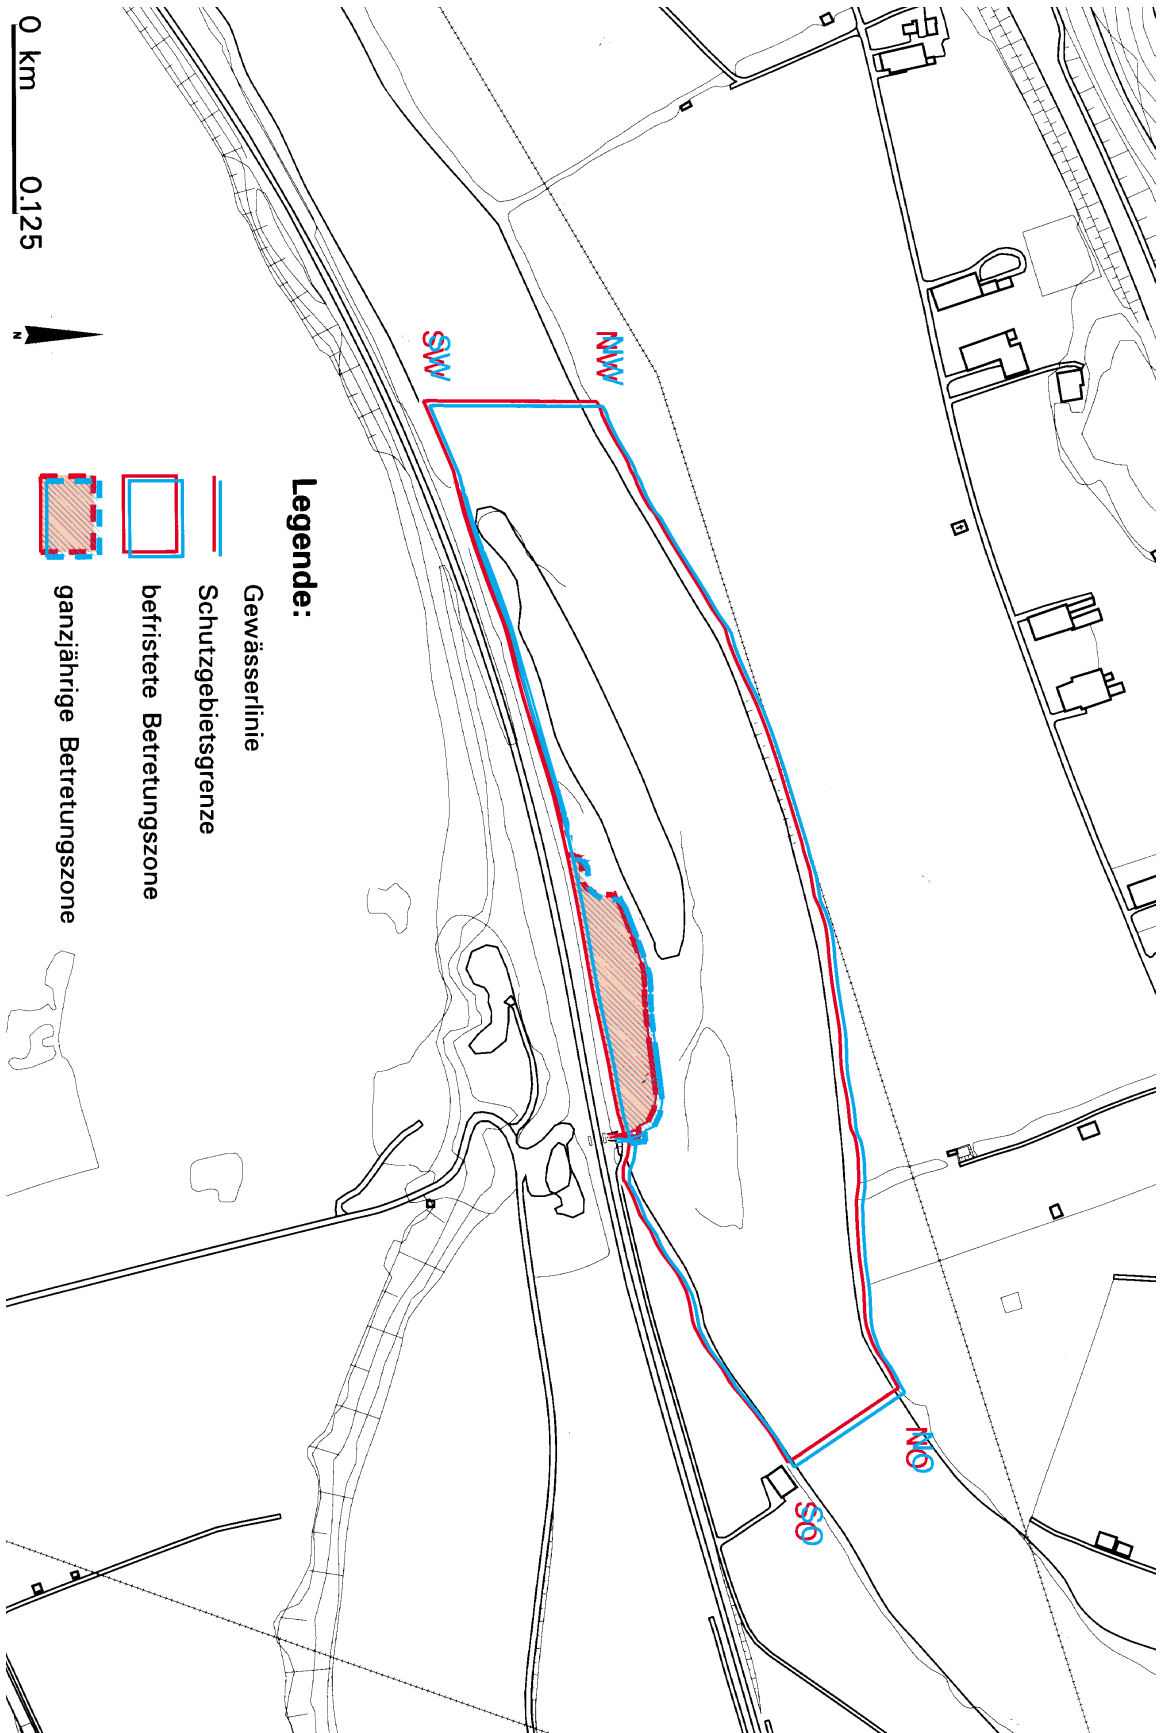 0 km 0.125
N
SW
NW
NO
SO
Legende:
Gewässerlinie
Schutzgebietsgrenze
befristete Betretungszone
ganzjährige Betretungszone